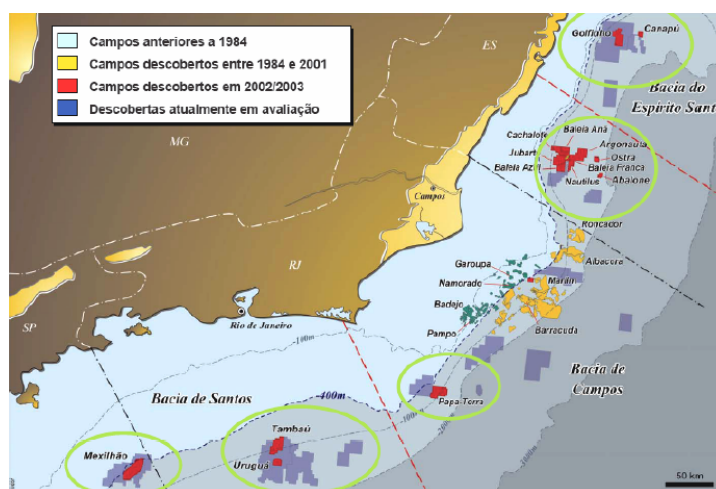 Campos anteriores a 1984
Campos descobertos entre 1984 e 2001
Campos descobertos em 2002/2003
Descobertas atualmente em avaliação
ES
Golfinho
Canapú
Bacia do
Espírito Sant
MG
Cachalote
Baleia Anã
Jubart
Argonauta
Ostra
Baleia Azul
Baleia Franca
Nautilus
Abalone
Campos
Roncador
RJ
Garoupa
Albacora
Namorado
Marlin
Badejo
SP
Rio de Janeiro
Pampo
Barracuda
-100m
Bacia de
Campos
Bacia de Santos
-400m
Papa-Terra
Tambaú
Mexilhão
Uruguá
50 km